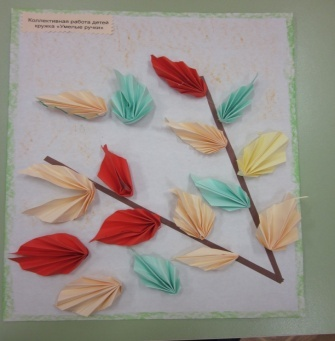 Коллективная работа детей
кружка «Умелые ручки»